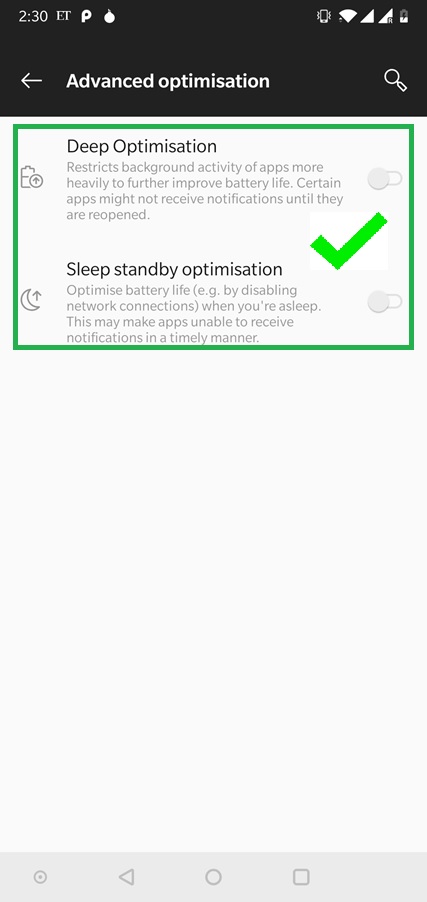 2:30 ET P
Advanced optimisation
Deep Optimisation
Restricts background activity of apps more
heavily to further improve battery life. Certain
apps might not receive notifications until they
are reopened.
Sleep standby optimisation
Optimise battery life (e.g. by disabling
network connections) when you're asleep.
This may make apps unable to receive
notifications in a timely manner.